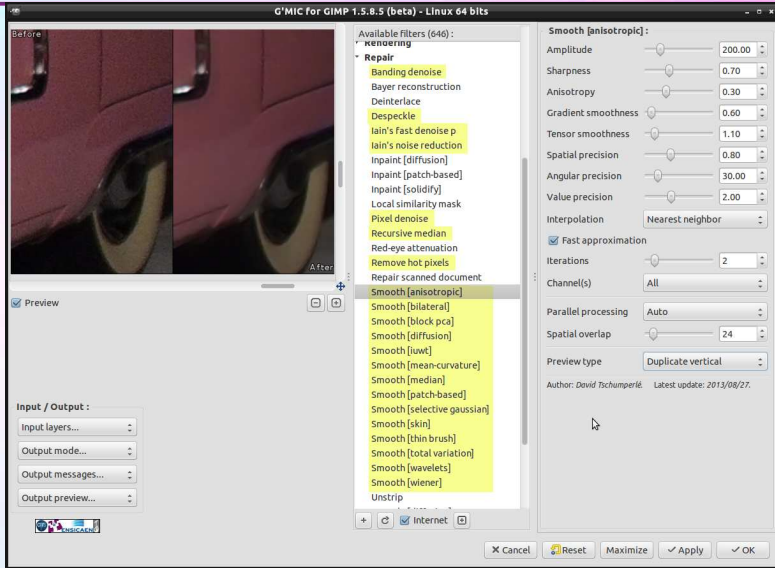 G'MIC for GIMP 1.5.8.5 (beta) - Linux 64 bits
Before
After
Preview
Input / Output :
Input layers...
Output mode...
Output messages...
Output preview...
ENSICAEN
Available filters (646) :
Rendering
Repair
Banding denoise
Bayer reconstruction
Deinterlace
Despeckle
Iain's fast denoise p
Iain's noise reduction
Inpaint [diffusion]
Inpaint [patch-based]
Inpaint [solidify]
Local similarity mask
Pixel denoise
Recursive median
Red-eye attenuation
Remove hot pixels
Repair scanned document
Smooth [anisotropic]
Smooth [bilateral]
Smooth [block pca]
Smooth [diffusion]
Smooth [iuwt]
Smooth [mean-curvature]
Smooth [median]
Smooth [patch-based]
Smooth [selective gaussian]
Smooth [skin]
Smooth [thin brush]
Smooth [total variation]
Smooth [wavelets]
Smooth [wiener]
Unstrip
Internet
Smooth [anisotropic] :
Amplitude 200.00
Sharpness 0.70
Anisotropy 0.30
Gradient smoothness 0.60
Tensor smoothness 1.10
Spatial precision 0.80
Angular precision 30.00
Value precision 2.00
Interpolation Nearest neighbor
Fast approximation
Iterations 2
Channel(s) All
Parallel processing Auto
Spatial overlap 24
Preview type Duplicate vertical
Author: David Tschumperlé. Latest update: 2013/08/27.
Cancel Reset Maximize Apply OK